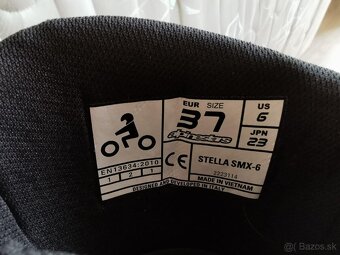 EUR SIZE
37
alpinestars
US
6
JPN
23
EN13634:2010
1 2 1
CE
STELLA SMX-6
2223114
MADE IN VIETNAM
DESIGNED AND DEVELOPED IN ITALY
© Bazos.sk